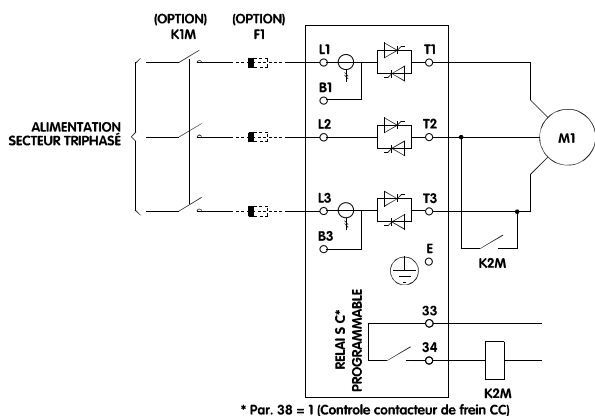 (OPTION)
K1M
(OPTION)
F1
L1
T1
B1
ALIMENTATION
SECTEUR TRIPHASÉ
L2
T2
M1
L3
T3
B3
E
K2M
RELAI S C*
PROGRAMMABLE
33
34
K2M
* Par. 38 = 1 (Controle contacteur de frein CC)